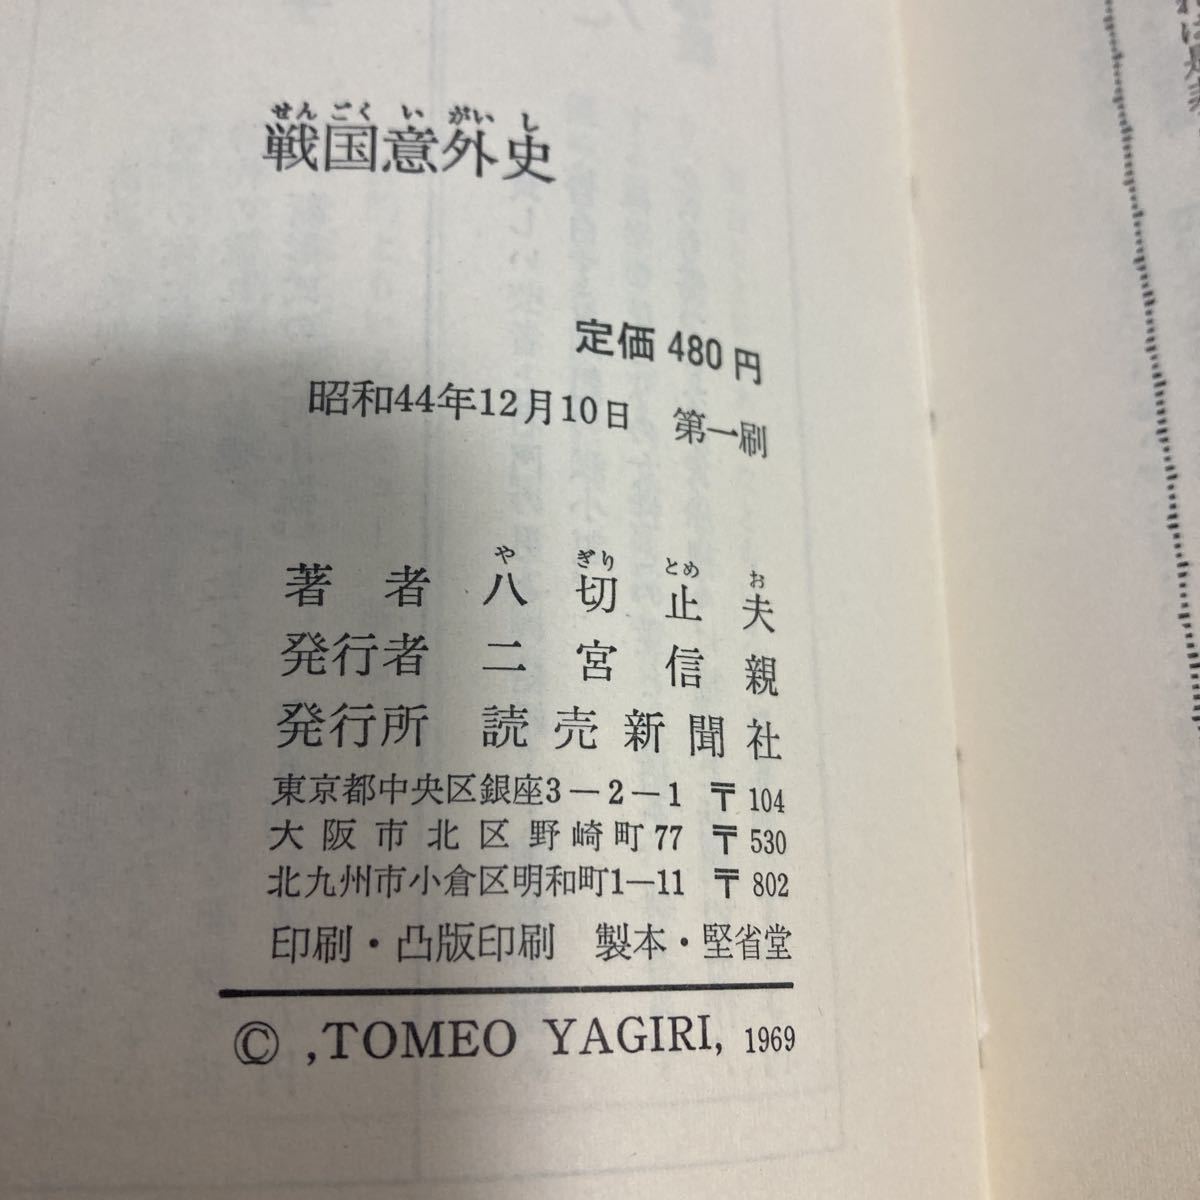 せんごくいがいし
戦国意外史
定価 480円
昭和44年12月10日 第一刷
やぎりとめお
著者 八切止夫
発行者 二宮信親
発行所 読売新聞社
東京都中央区銀座3－2－1 〒104
大阪市北区野崎町77 〒530
北九州市小倉区明和町1－11 〒802
印刷・凸版印刷 製本・堅省堂
©,TOMEO YAGIRI, 1969